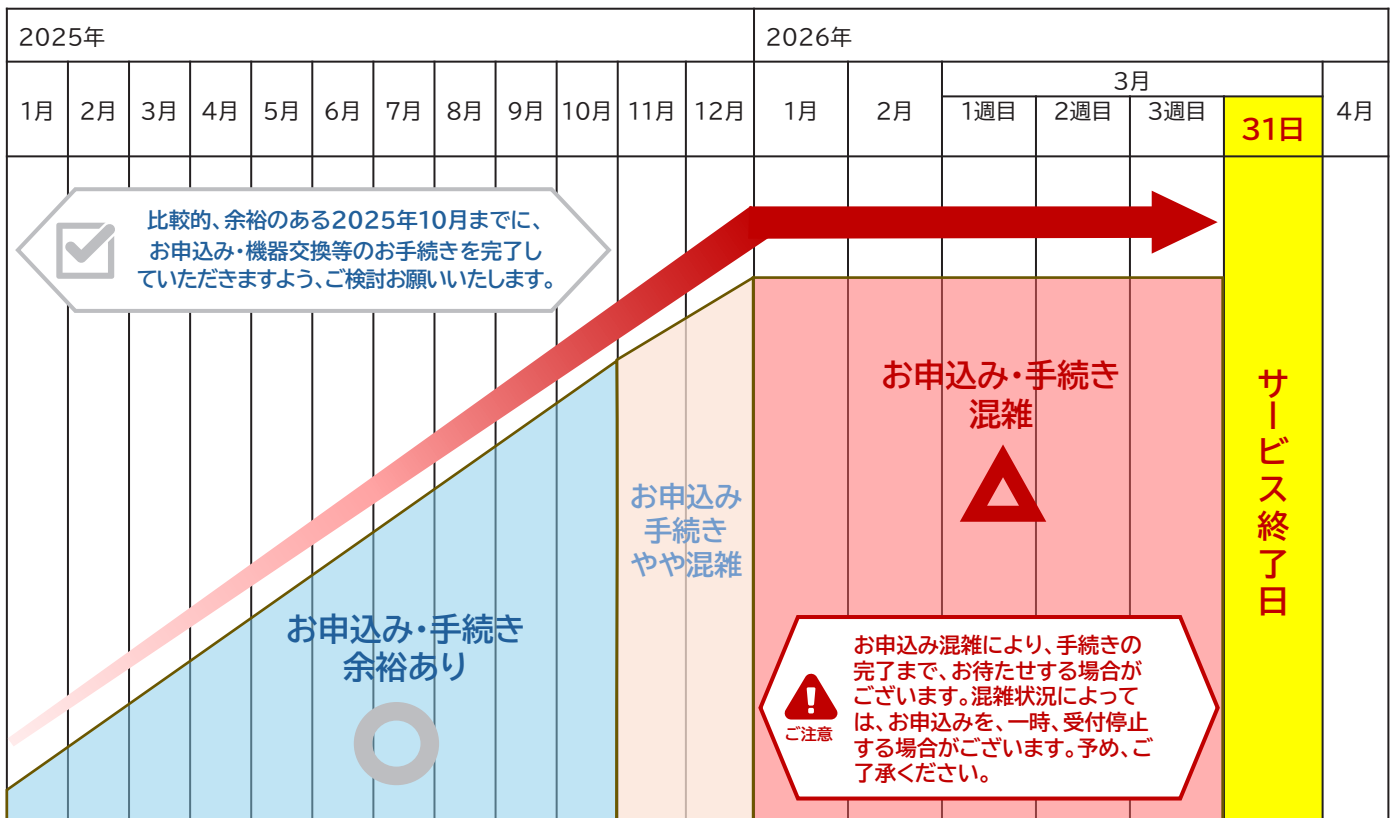 2025年
2026年
1月
2月
3月
4月
5月
6月
7月
8月
9月
10月
11月
12月
1月
2月
3月
1週目
2週目
3週目
31日
4月
比較的、余裕のある2025年10月までに、
お申込み・機器交換等のお手続きを完了し
ていただきますよう、ご検討お願いいたします。
お申込み・手続き
余裕あり
お申込み
手続き
やや混雑
お申込み・手続き
混雑
ご注意
お申込み混雑により、手続きの
完了まで、お待たせする場合が
ございます。混雑状況によって
は、お申込みを、一時、受付停止
する場合がございます。予め、ご
了承ください。
サービス終了日